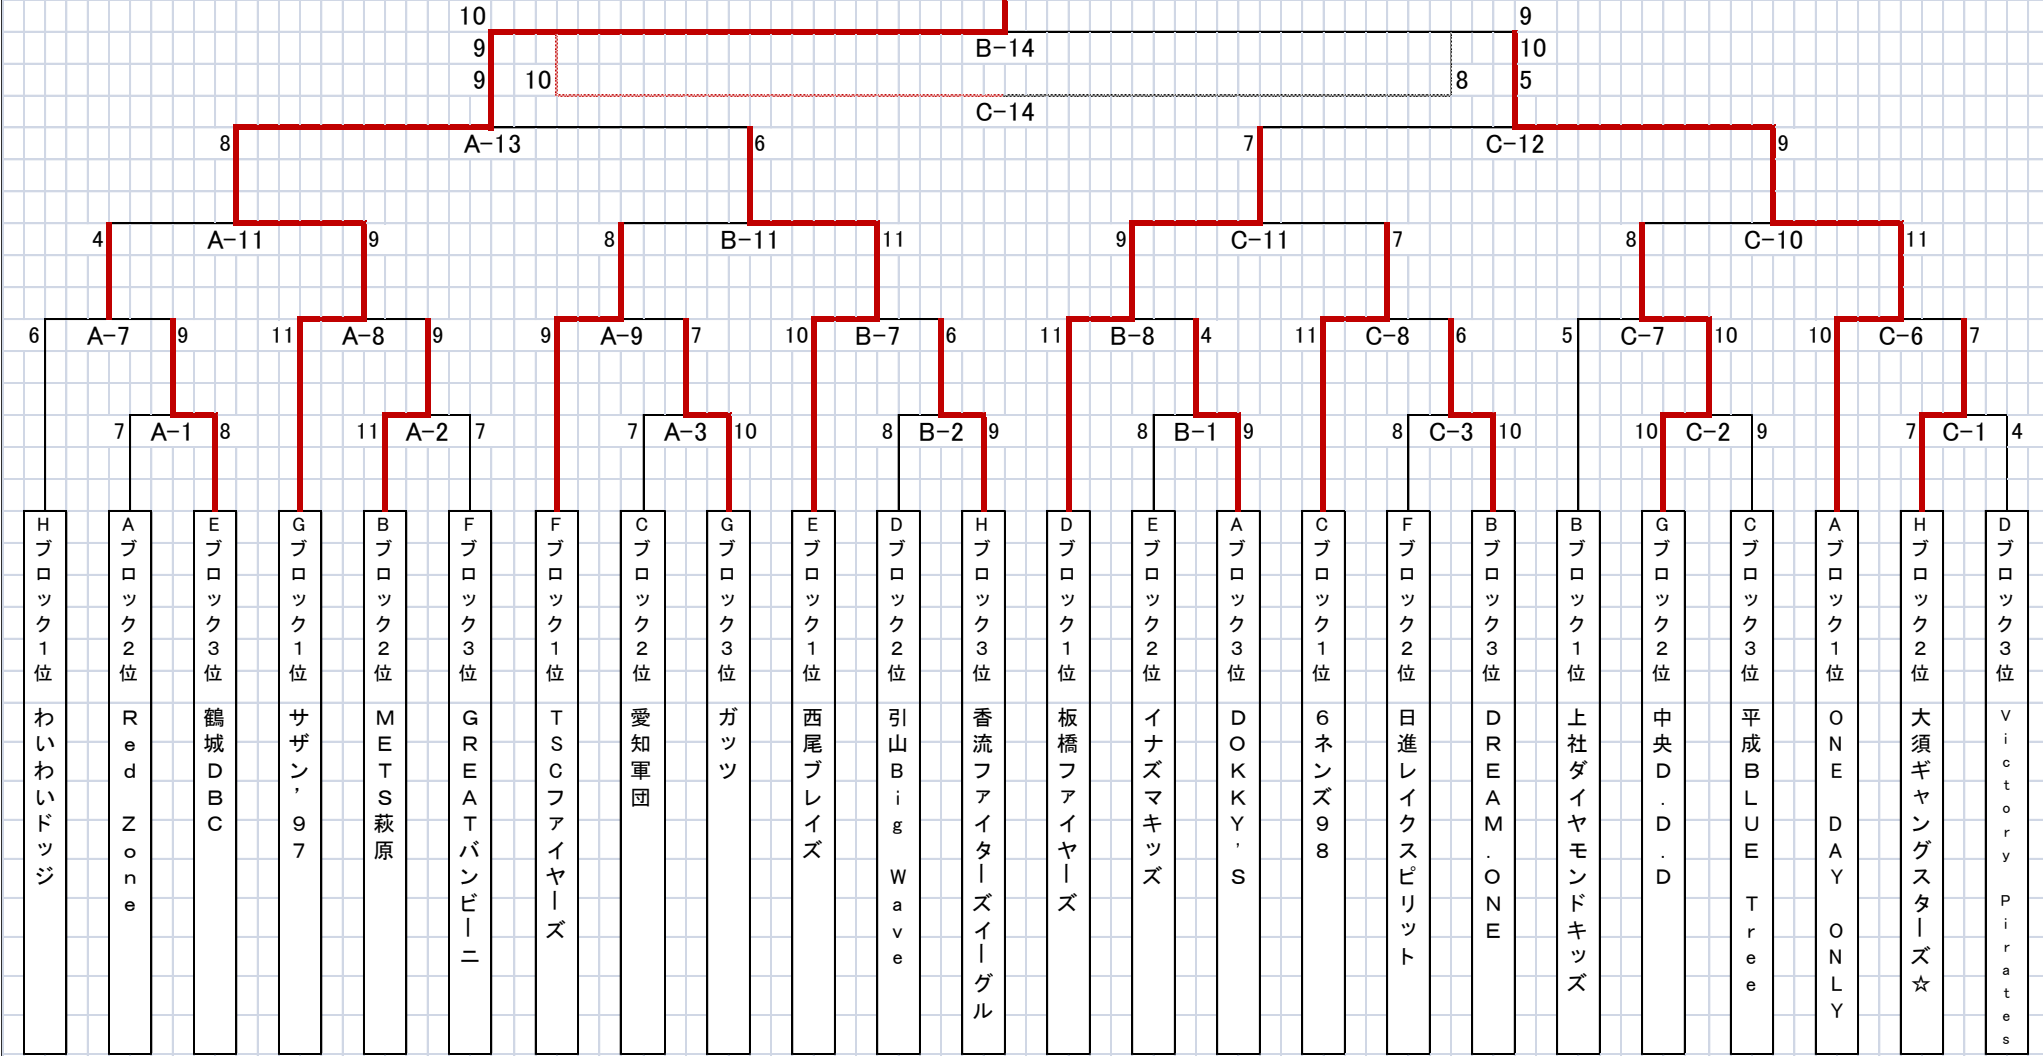 10 9
9 B-14 10
9 10 8 5
C-14
8 A-13 6 7 C-12 9
4 A-11 9 8 B-11 11 9 C-11 7 8 C-10 11
6 A-7 9 11 A-8 9 9 A-9 7 10 B-7 6 11 B-8 4 11 C-8 6 5 C-7 10 10 C-6 7
7 A-1 8 11 A-2 7 7 A-3 10 8 B-2 9 8 B-1 9 8 C-3 10 10 C-2 9 7 C-1 4
Hブロック1位 わいわいドッジ
Aブロック2位 Red Zone
Eブロック3位 鶴城DBC
Gブロック1位 サザン’97
Bブロック2位 METS萩原
Fブロック3位 GREATバンビーニ
Fブロック1位 TSCファイヤーズ
Cブロック2位 愛知軍団
Gブロック3位 ガッツ
Eブロック1位 西尾ブレイズ
Dブロック2位 引山Big Wave
Hブロック3位 香流ファイターズイーグル
Dブロック1位 板橋ファイヤーズ
Eブロック2位 イナズマキッズ
Aブロック3位 DOKKY’S
Cブロック1位 6ネンズ98
Fブロック2位 日進レイクスピリット
Bブロック3位 DREAM.ONE
Bブロック1位 上社ダイヤモンドキッズ
Gブロック2位 中央D.D.D
Cブロック3位 平成BLUE Tree
Aブロック1位 ONE DAY ONLY
Hブロック2位 大須ギャングスターズ☆
Dブロック3位 Victory Pirates